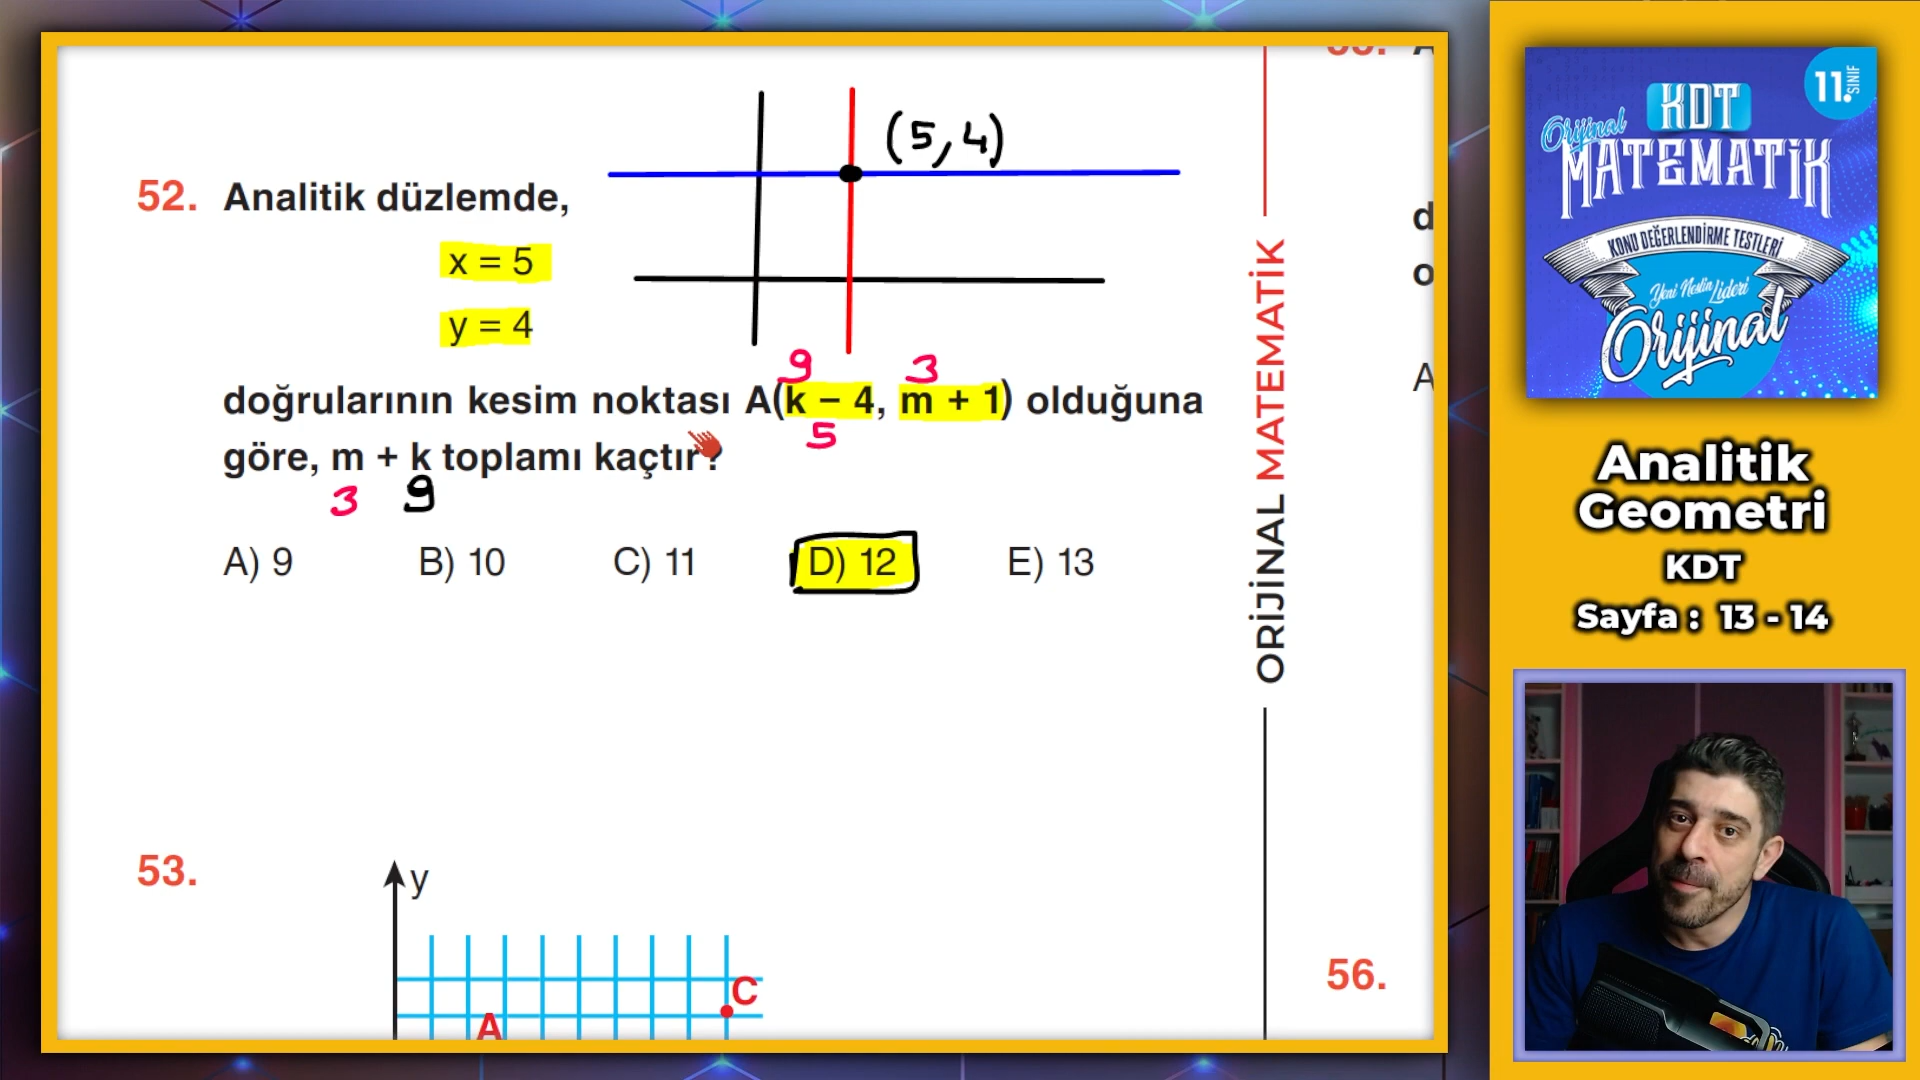 52. Analitik düzlemde,
(5,4)
x = 5
y = 4
9 3
doğrularının kesim noktası A(k − 4, m + 1) olduğuna
5
göre, m + k toplamı kaçtır?
3 9
A) 9 B) 10 C) 11 D) 12 E) 13
ORİJİNAL MATEMATİK
53.
y
C
A
d
o
A
56.
11. SINIF
Orijinal KDT
MATEMATİK
KONU DEĞERLENDİRME TESTLERİ
Yeni Neslin Lideri
Orijinal
Analitik
Geometri
KDT
Sayfa : 13 - 14